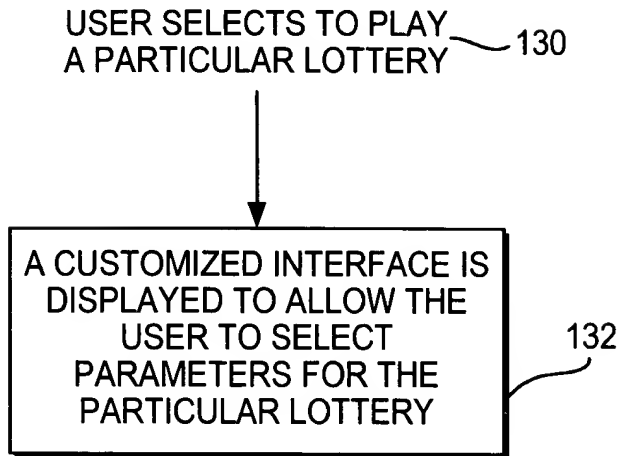 USER SELECTS TO PLAY
A PARTICULAR LOTTERY
130
A CUSTOMIZED INTERFACE IS
DISPLAYED TO ALLOW THE
USER TO SELECT
PARAMETERS FOR THE
PARTICULAR LOTTERY
132